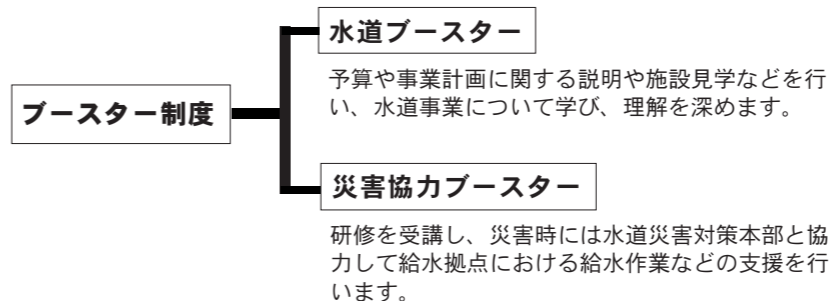 ブースター制度
水道ブースター
予算や事業計画に関する説明や施設見学などを行
い、水道事業について学び、理解を深めます。
災害協力ブースター
研修を受講し、災害時には水道災害対策本部と協
力して給水拠点における給水作業などの支援を行
います。